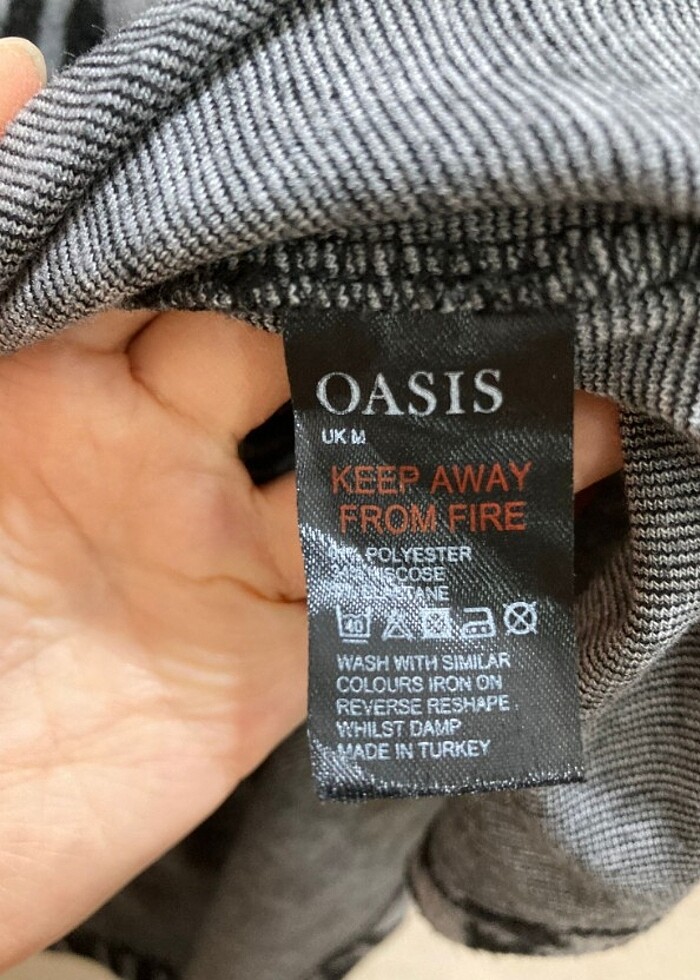 OASIS
UK M
KEEP AWAY
FROM FIRE
POLYESTER
VISCOSE
40
WASH WITH SIMILAR
COLOURS IRON ON
REVERSE RESHAPE
WHILST DAMP
MADE IN TURKEY